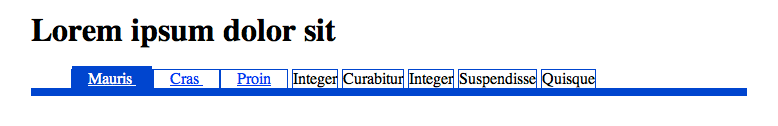 Lorem ipsum dolor sit
Mauris Cras Proin Integer Curabitur Integer Suspendisse Quisque